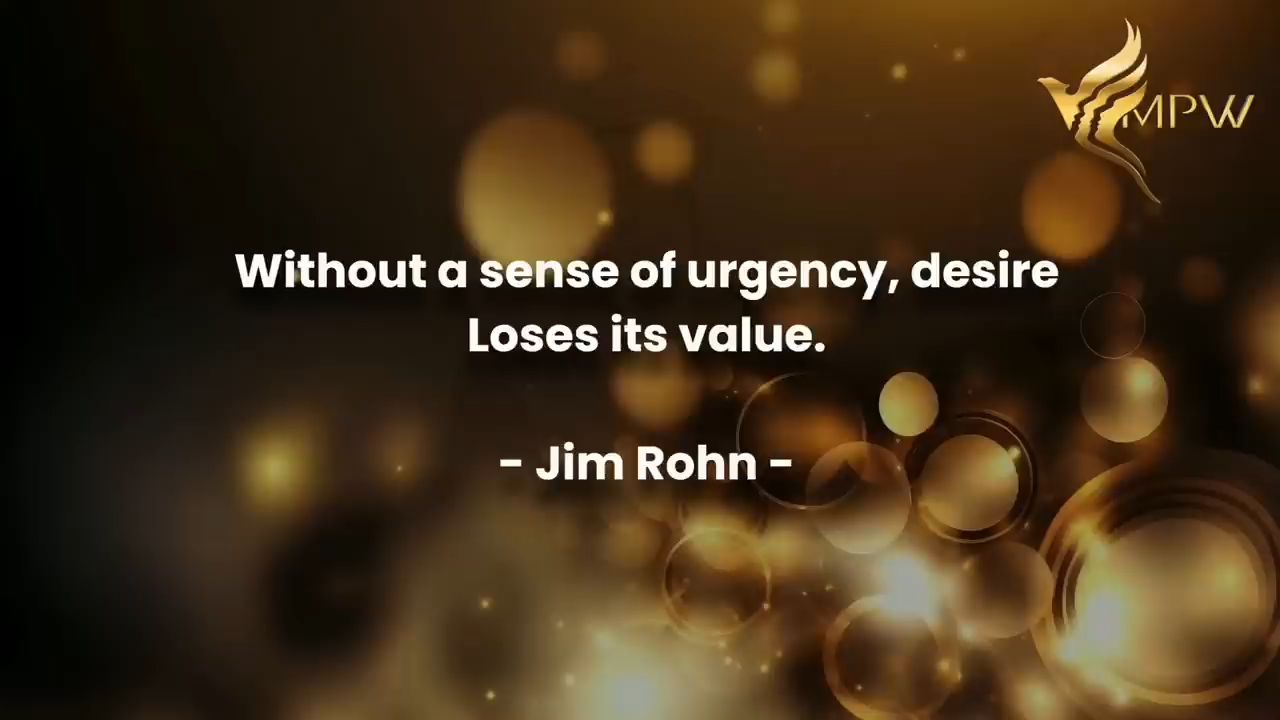 MPW
Without a sense of urgency, desire
Loses its value.
- Jim Rohn -